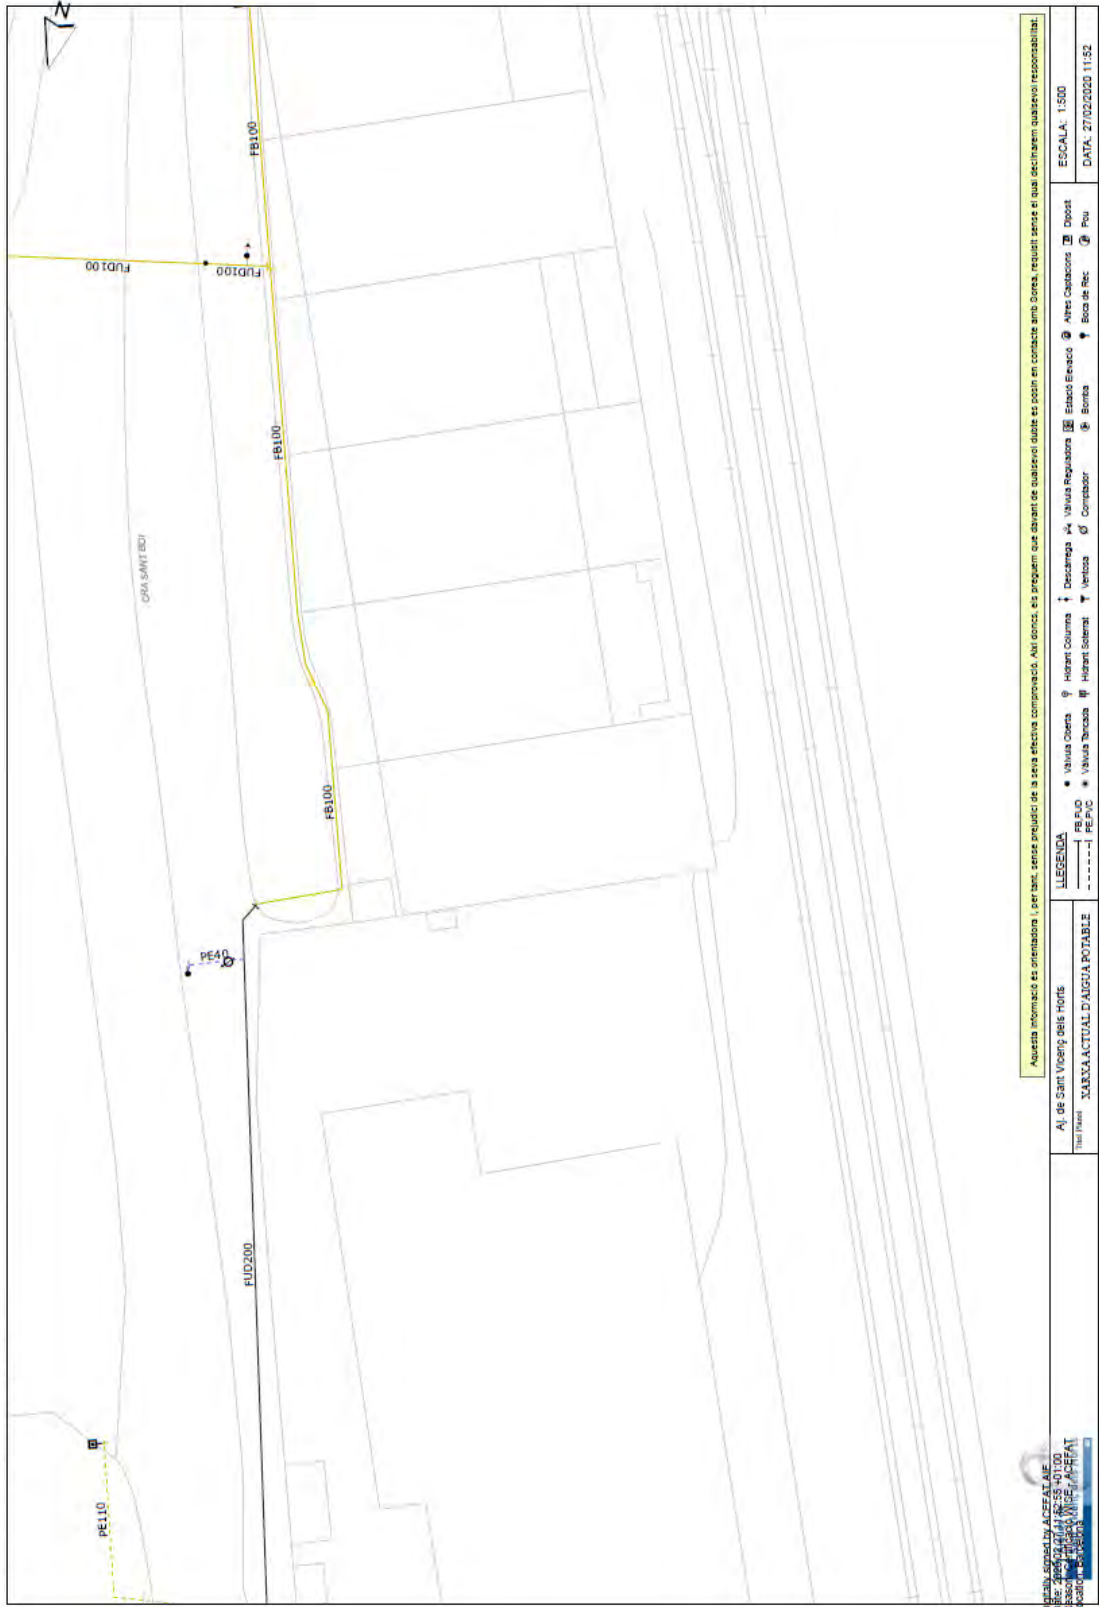 FB100
FUD100
FUD100
FB100
CRA SANT BOI
FB100
PE40
FUD200
PE110
Aquesta informació és orientadora i, per tant, sense prejudici de la seva efectiva comprovació. Així doncs, els preguem que davant de qualsevol dubte es posin en contacte amb Sorea, requisit sense el qual declinarem qualsevol responsabilitat.
Aj. de Sant Vicenç dels Horts
Títol Plànol XARXA ACTUAL D'AIGUA POTABLE
LLEGENDA
FB,FUD
PE,PVC
Vàlvula Oberta
Vàlvula Tancada
Hidrant Columna
Hidrant Soterrat
Descàrrega
Ventosa
Vàlvula Reguladora
Comptador
Estació Elevació
Bomba
Altres Captacions
Boca de Rec
Dipòsit
Pou
ESCALA: 1:500
DATA: 27/02/2020 11:52
signed by ACEFAT AIE